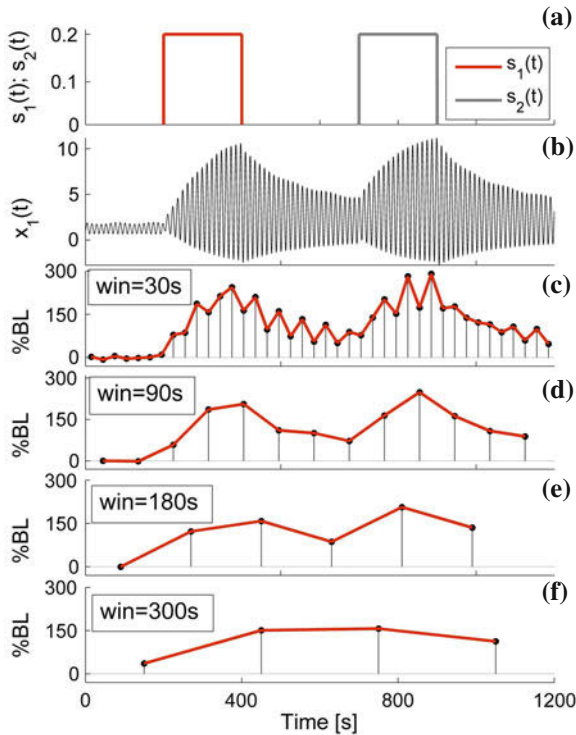 (a)
0.2
0.1
0
s1(t); s2(t)
s1(t)
s2(t)
(b)
10
5
0
x1(t)
(c)
300
150
0
%BL
win=30s
(d)
300
150
0
%BL
win=90s
(e)
300
150
0
%BL
win=180s
(f)
300
150
0
%BL
win=300s
0 400 800 1200
Time [s]